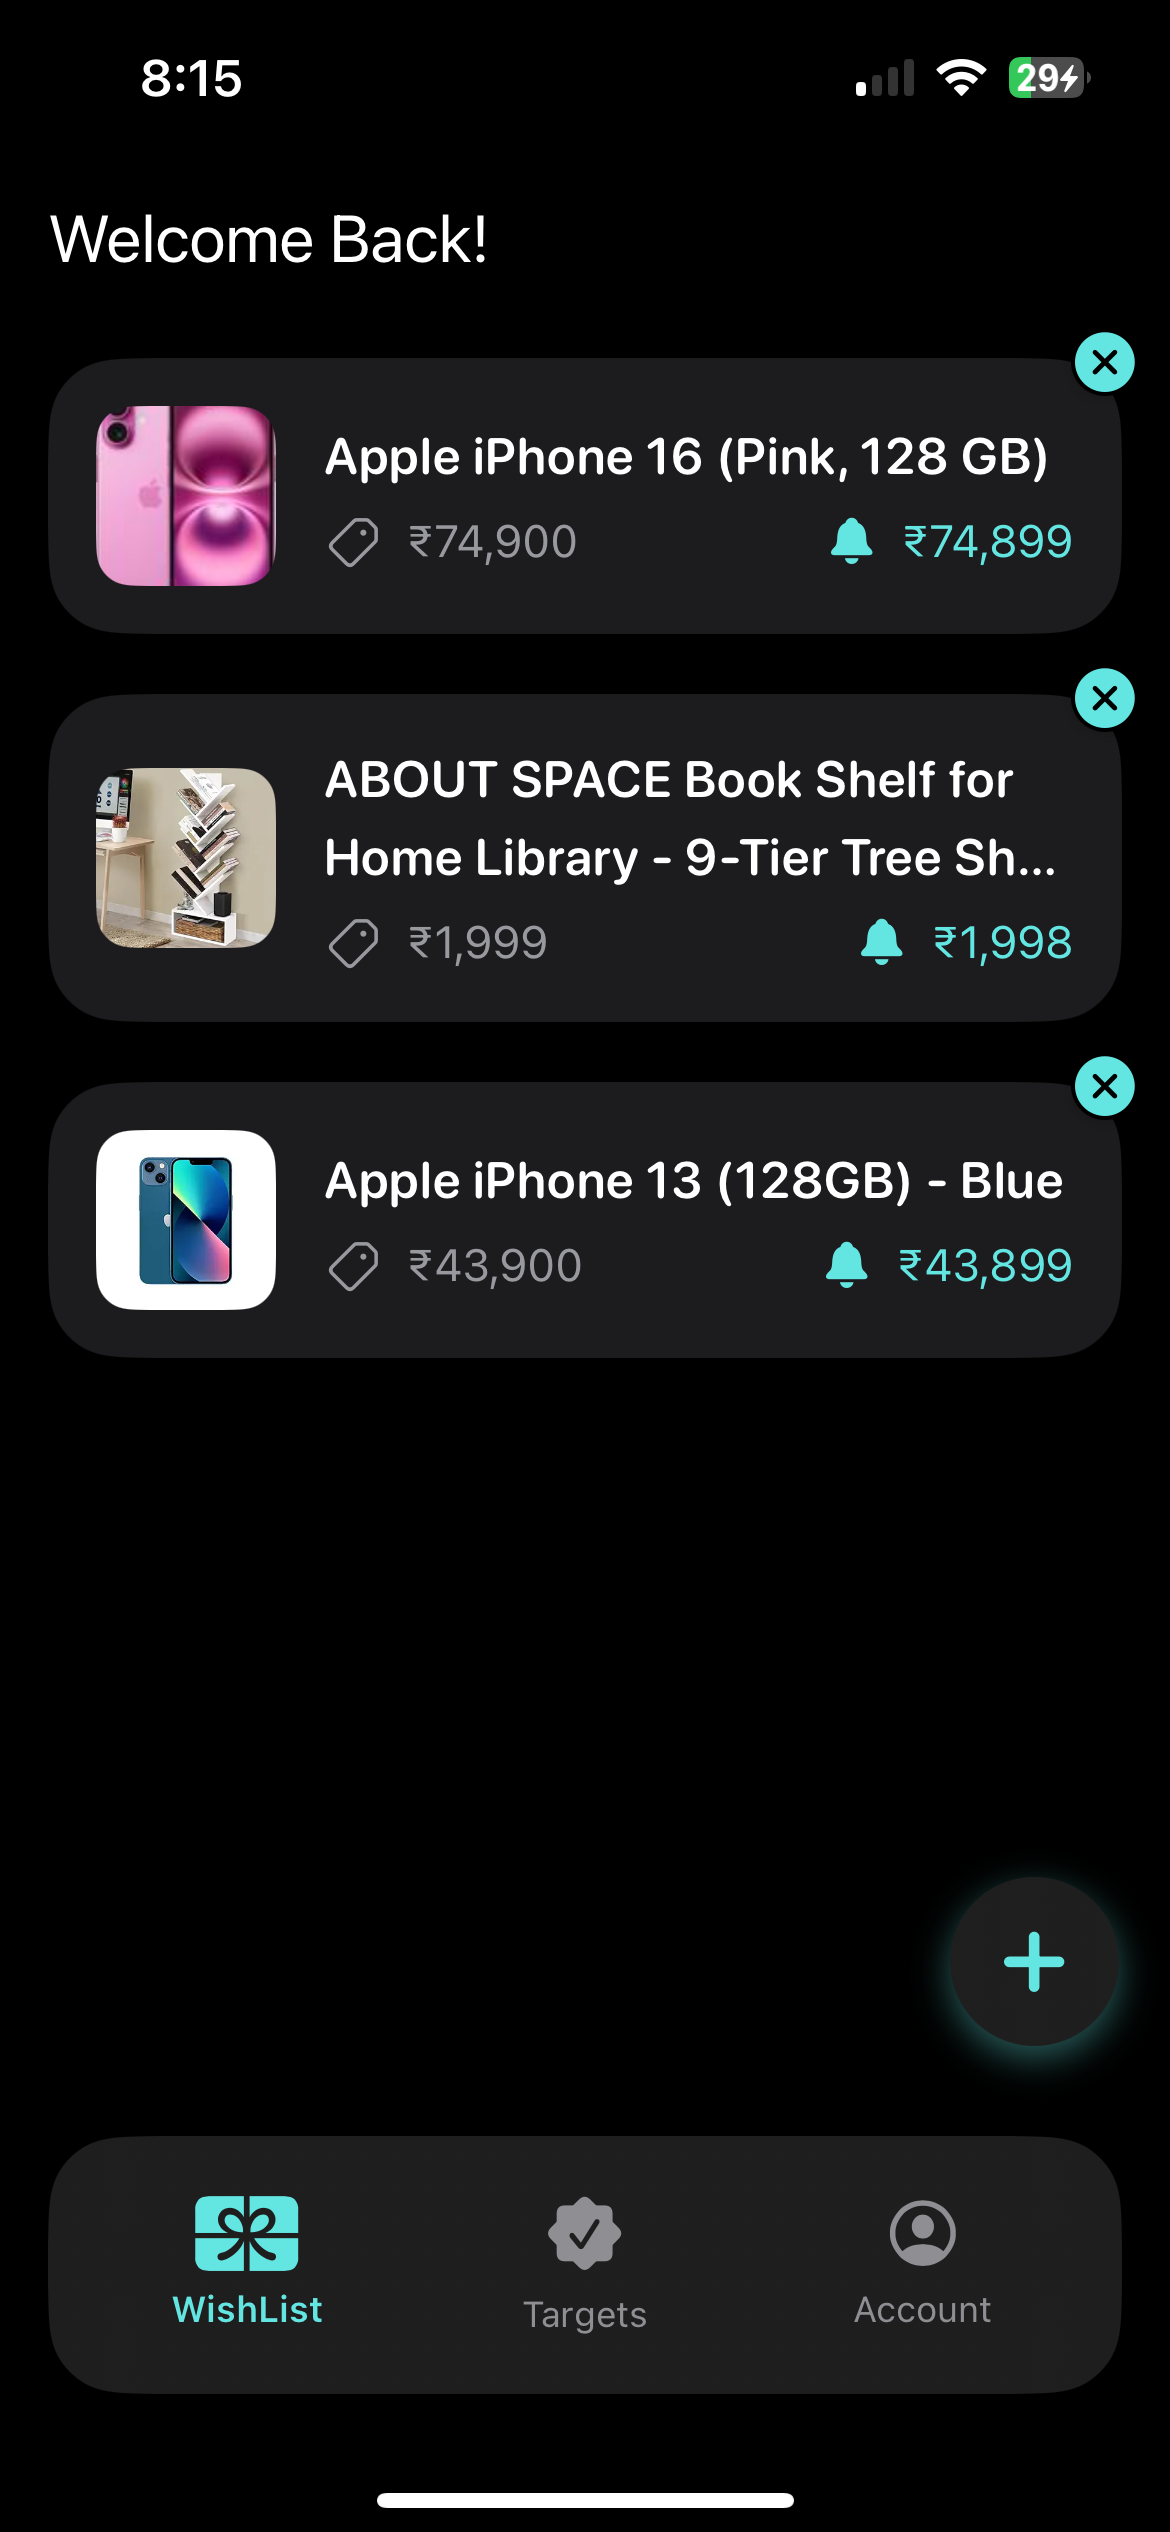 8:15
29
Welcome Back!
Apple iPhone 16 (Pink, 128 GB)
₹74,900
₹74,899
ABOUT SPACE Book Shelf for
Home Library - 9-Tier Tree Sh...
₹1,999
₹1,998
Apple iPhone 13 (128GB) - Blue
₹43,900
₹43,899
WishList
Targets
Account